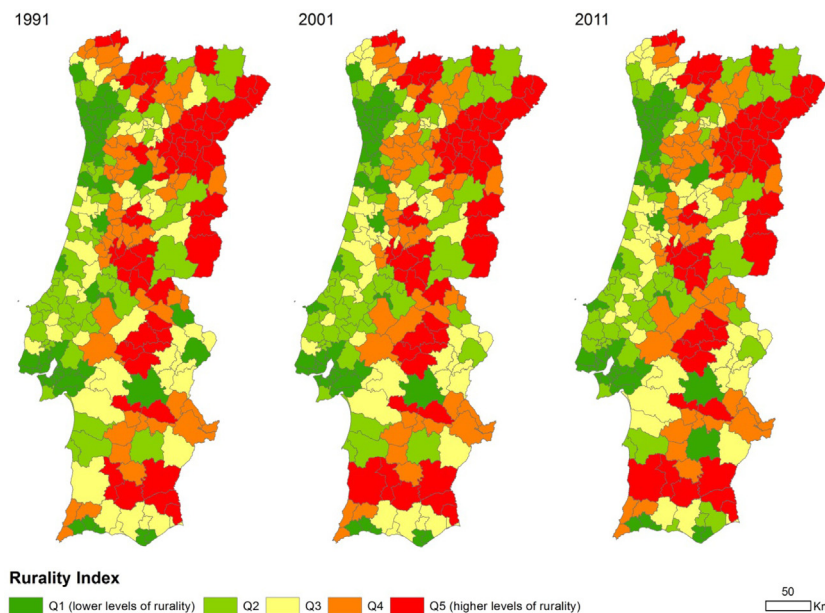 1991
2001
2011
Rurality Index
Q1 (lower levels of rurality)
Q2
Q3
Q4
Q5 (higher levels of rurality)
50